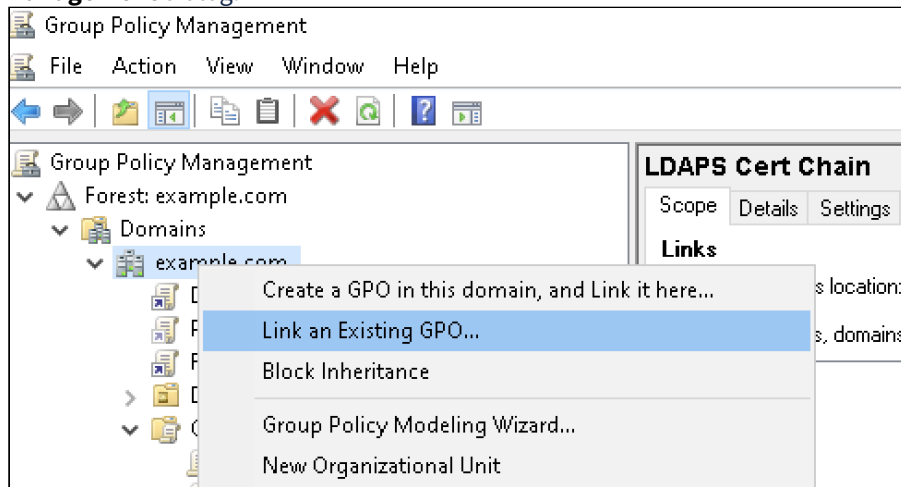 Group Policy Management
File Action View Window Help
Group Policy Management
Forest: example.com
Domains
example.com
Create a GPO in this domain, and Link it here...
Link an Existing GPO...
Block Inheritance
Group Policy Modeling Wizard...
New Organizational Unit
LDAPS Cert Chain
Scope Details Settings
Links
s location:
s, domains